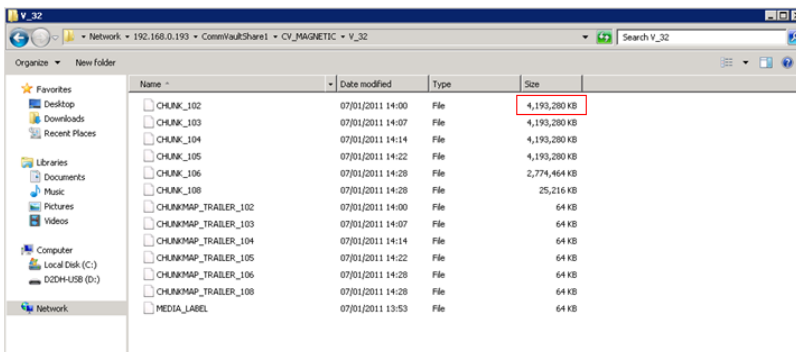 V_32
Network ▾ 192.168.0.193 ▾ CommVaultShare1 ▾ CV_MAGNETIC ▾ V_32
Search V_32
Organize ▾ New folder
Favorites
Desktop
Downloads
Recent Places
Libraries
Documents
Music
Pictures
Videos
Computer
Local Disk (C:)
D2DH-USB (D:)
Network
Name Date modified Type Size
CHUNK_102 07/01/2011 14:00 File 4,193,280 KB
CHUNK_103 07/01/2011 14:07 File 4,193,280 KB
CHUNK_104 07/01/2011 14:14 File 4,193,280 KB
CHUNK_105 07/01/2011 14:22 File 4,193,280 KB
CHUNK_106 07/01/2011 14:28 File 2,774,464 KB
CHUNK_108 07/01/2011 14:28 File 25,216 KB
CHUNKMAP_TRAILER_102 07/01/2011 14:00 File 64 KB
CHUNKMAP_TRAILER_103 07/01/2011 14:07 File 64 KB
CHUNKMAP_TRAILER_104 07/01/2011 14:14 File 64 KB
CHUNKMAP_TRAILER_105 07/01/2011 14:22 File 64 KB
CHUNKMAP_TRAILER_106 07/01/2011 14:28 File 64 KB
CHUNKMAP_TRAILER_108 07/01/2011 14:28 File 64 KB
MEDIA_LABEL 07/01/2011 13:53 File 64 KB